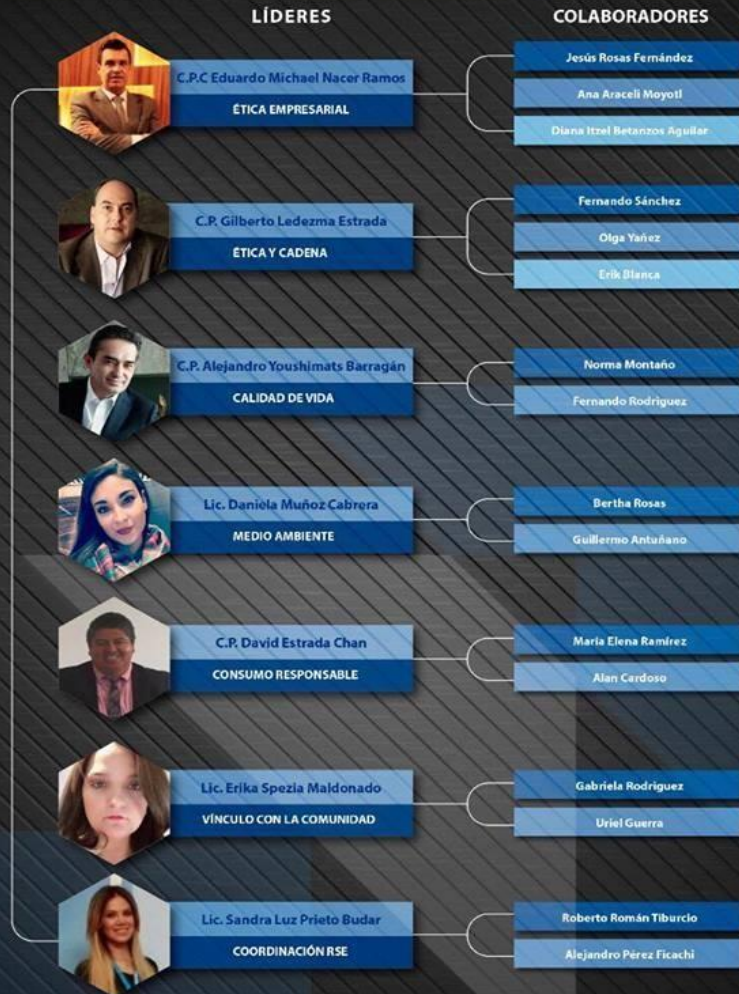 LÍDERES
COLABORADORES
C.P.C Eduardo Michael Nacer Ramos
ÉTICA EMPRESARIAL
Jesús Rosas Fernández
Ana Araceli Moyotl
Diana Itzel Betanzos Aguilar
C.P. Gilberto Ledezma Estrada
ÉTICA Y CADENA
Fernando Sánchez
Olga Yañez
Erik Blanca
C.P. Alejandro Youshimats Barragán
CALIDAD DE VIDA
Norma Montaño
Fernando Rodriguez
Lic. Daniela Muñoz Cabrera
MEDIO AMBIENTE
Bertha Rosas
Guillermo Antuñano
C.P. David Estrada Chan
CONSUMO RESPONSABLE
María Elena Ramírez
Alan Cardoso
Lic. Erika Spezia Maldonado
VÍNCULO CON LA COMUNIDAD
Gabriela Rodriguez
Uriel Guerra
Lic. Sandra Luz Prieto Budar
COORDINACIÓN RSE
Roberto Román Tiburcio
Alejandro Pérez Ficachi